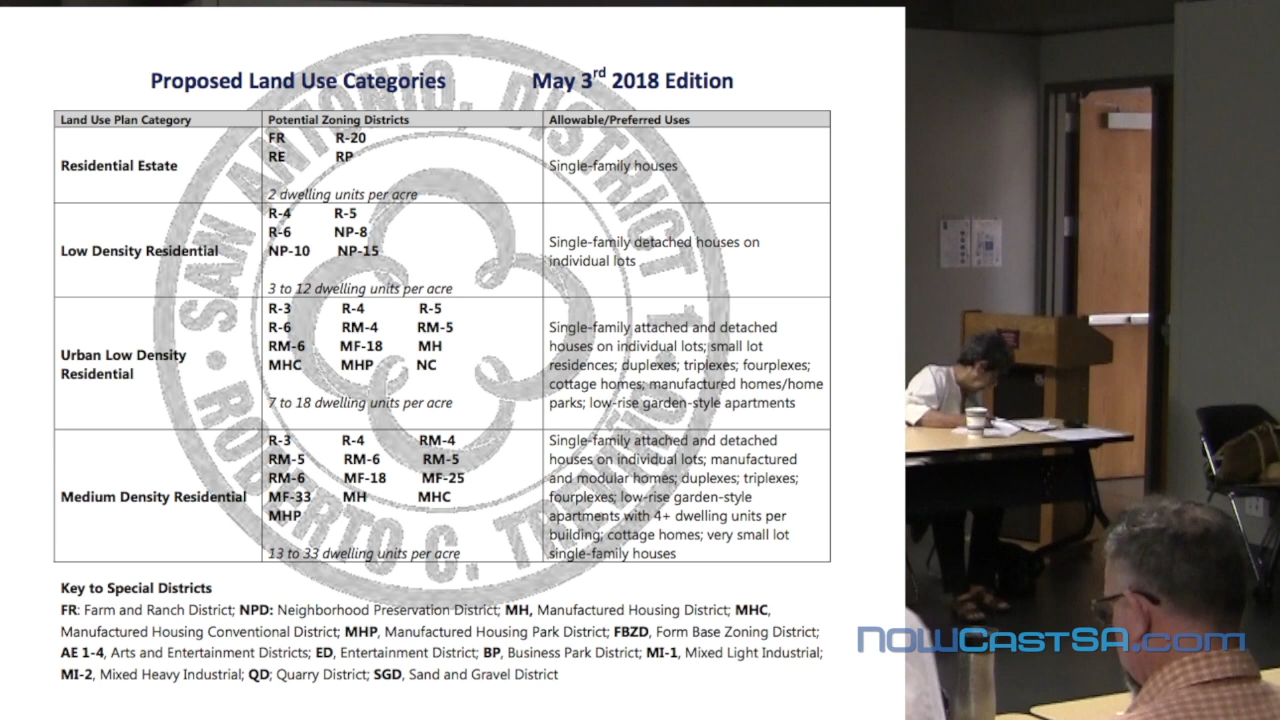 Proposed Land Use Categories May 3rd 2018 Edition
Land Use Plan Category Potential Zoning Districts Allowable/Preferred Uses
Residential Estate
FR R-20
RE RP
2 dwelling units per acre
Single-family houses
Low Density Residential
R-4 R-5
R-6 NP-8
NP-10 NP-15
3 to 12 dwelling units per acre
Single-family detached houses on
individual lots
Urban Low Density
Residential
R-3 R-4 R-5
R-6 RM-4 RM-5
RM-6 MF-18 MH
MHC MHP NC
7 to 18 dwelling units per acre
Single-family attached and detached
houses on individual lots; small lot
residences; duplexes; triplexes; fourplexes;
cottage homes; manufactured homes/home
parks; low-rise garden-style apartments
Medium Density Residential
R-3 R-4 RM-4
RM-5 RM-6 RM-5
RM-6 MF-18 MF-25
MF-33 MH MHC
MHP
13 to 33 dwelling units per acre
Single-family attached and detached
houses on individual lots; manufactured
and modular homes; duplexes; triplexes;
fourplexes; low-rise garden-style
apartments with 4+ dwelling units per
building; cottage homes; very small lot
single-family houses
Key to Special Districts
FR: Farm and Ranch District; NPD: Neighborhood Preservation District; MH, Manufactured Housing District; MHC,
Manufactured Housing Conventional District; MHP, Manufactured Housing Park District; FBZD, Form Base Zoning District;
AE 1-4, Arts and Entertainment Districts; ED, Entertainment District; BP, Business Park District; MI-1, Mixed Light Industrial;
MI-2, Mixed Heavy Industrial; QD; Quarry District; SGD, Sand and Gravel District
SAN ANTONIO, DISTRICT 1
ROBERTO C. TREVIÑO
NOWCASTSA.com